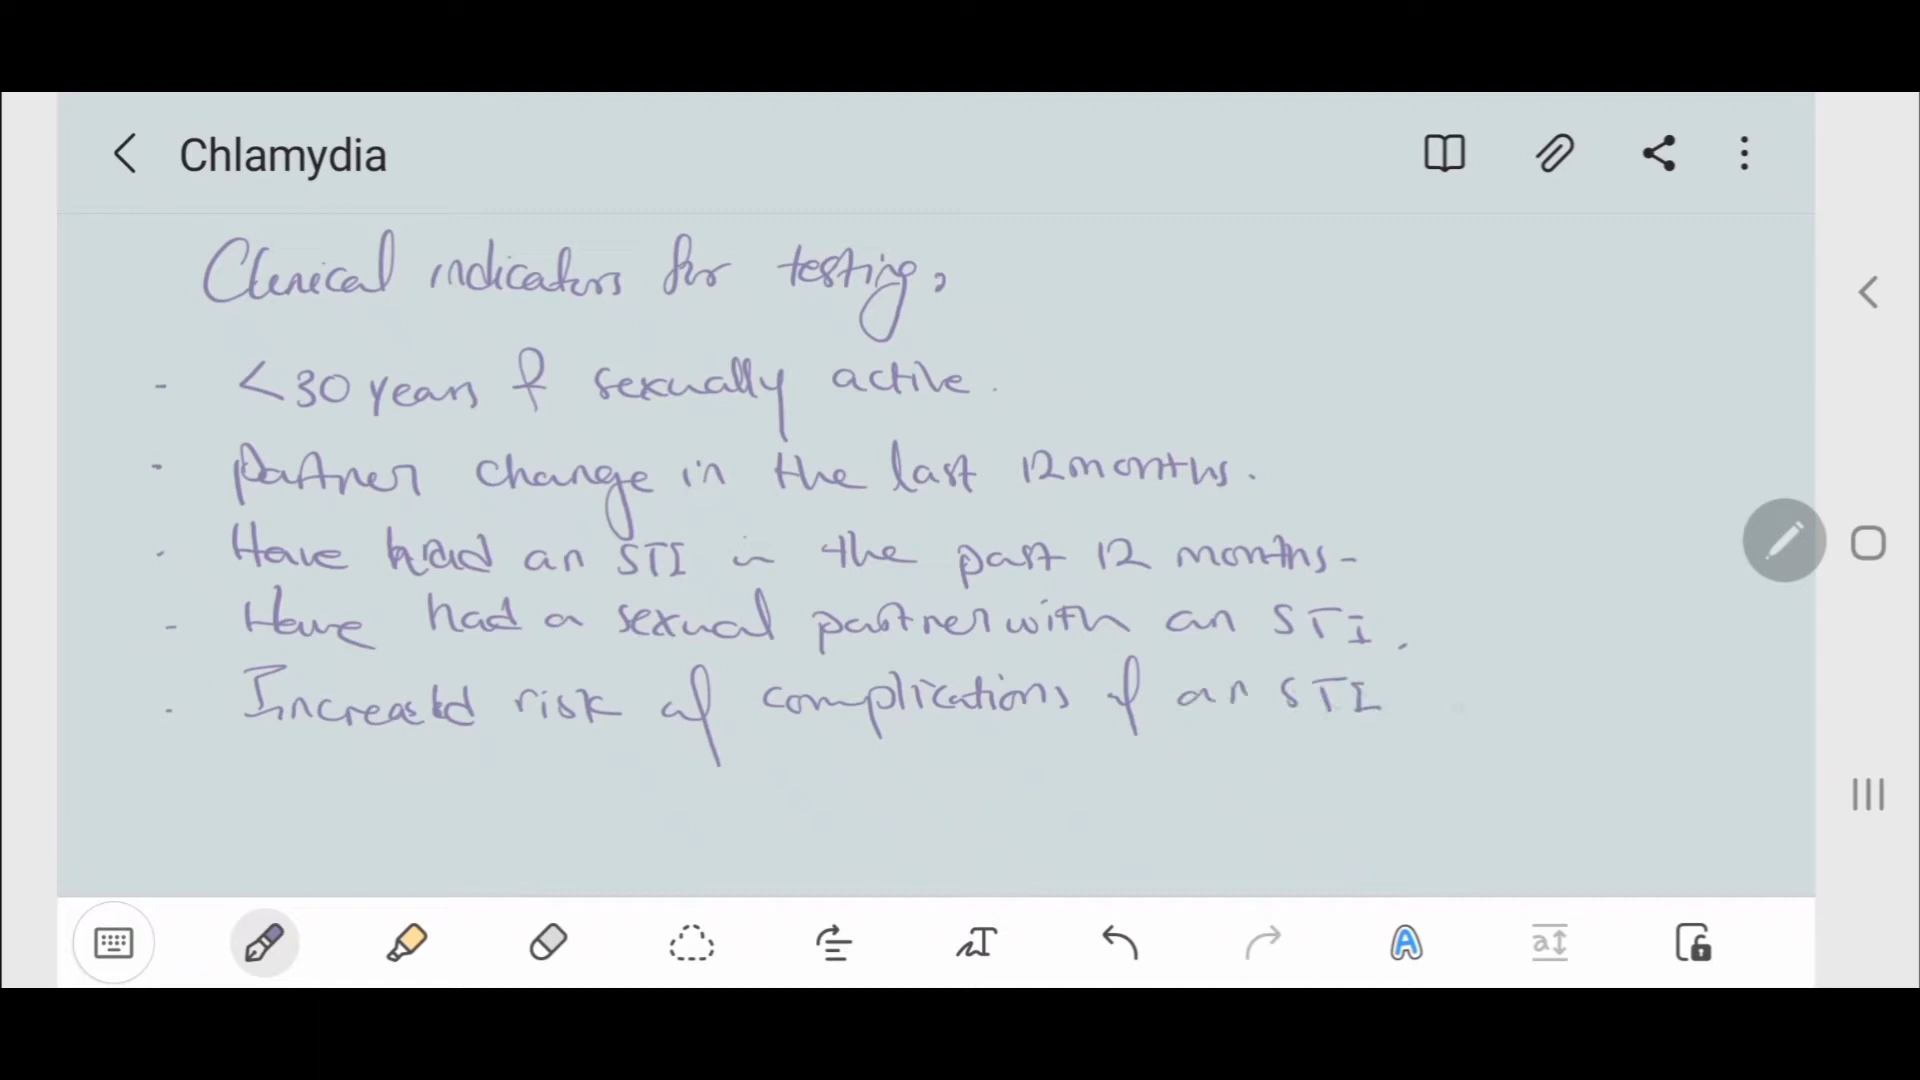 Chlamydia
Clinical indicators for testing,
- <30 years & sexually active.
- Partner change in the last 12 months.
- Have had an STI in the past 12 months-
- Have had a sexual partner with an STI.
- Increased risk of complications of an STI